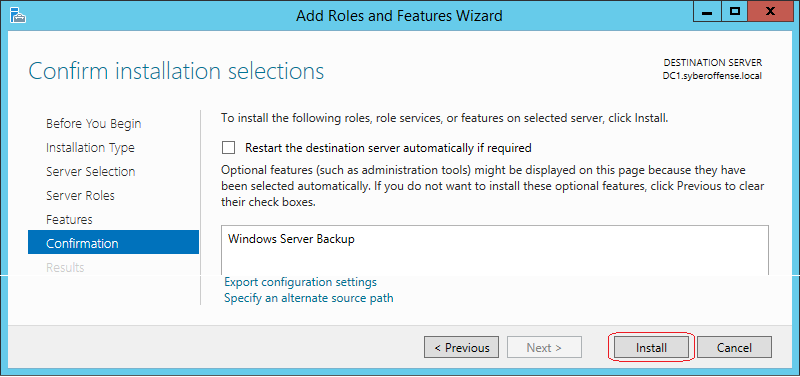 Add Roles and Features Wizard
Confirm installation selections
DESTINATION SERVER
DC1.syberoffense.local
Before You Begin
Installation Type
Server Selection
Server Roles
Features
Confirmation
Results
To install the following roles, role services, or features on selected server, click Install.
Restart the destination server automatically if required
Optional features (such as administration tools) might be displayed on this page because they have
been selected automatically. If you do not want to install these optional features, click Previous to clear
their check boxes.
Windows Server Backup
Export configuration settings
Specify an alternate source path
< Previous
Next >
Install
Cancel